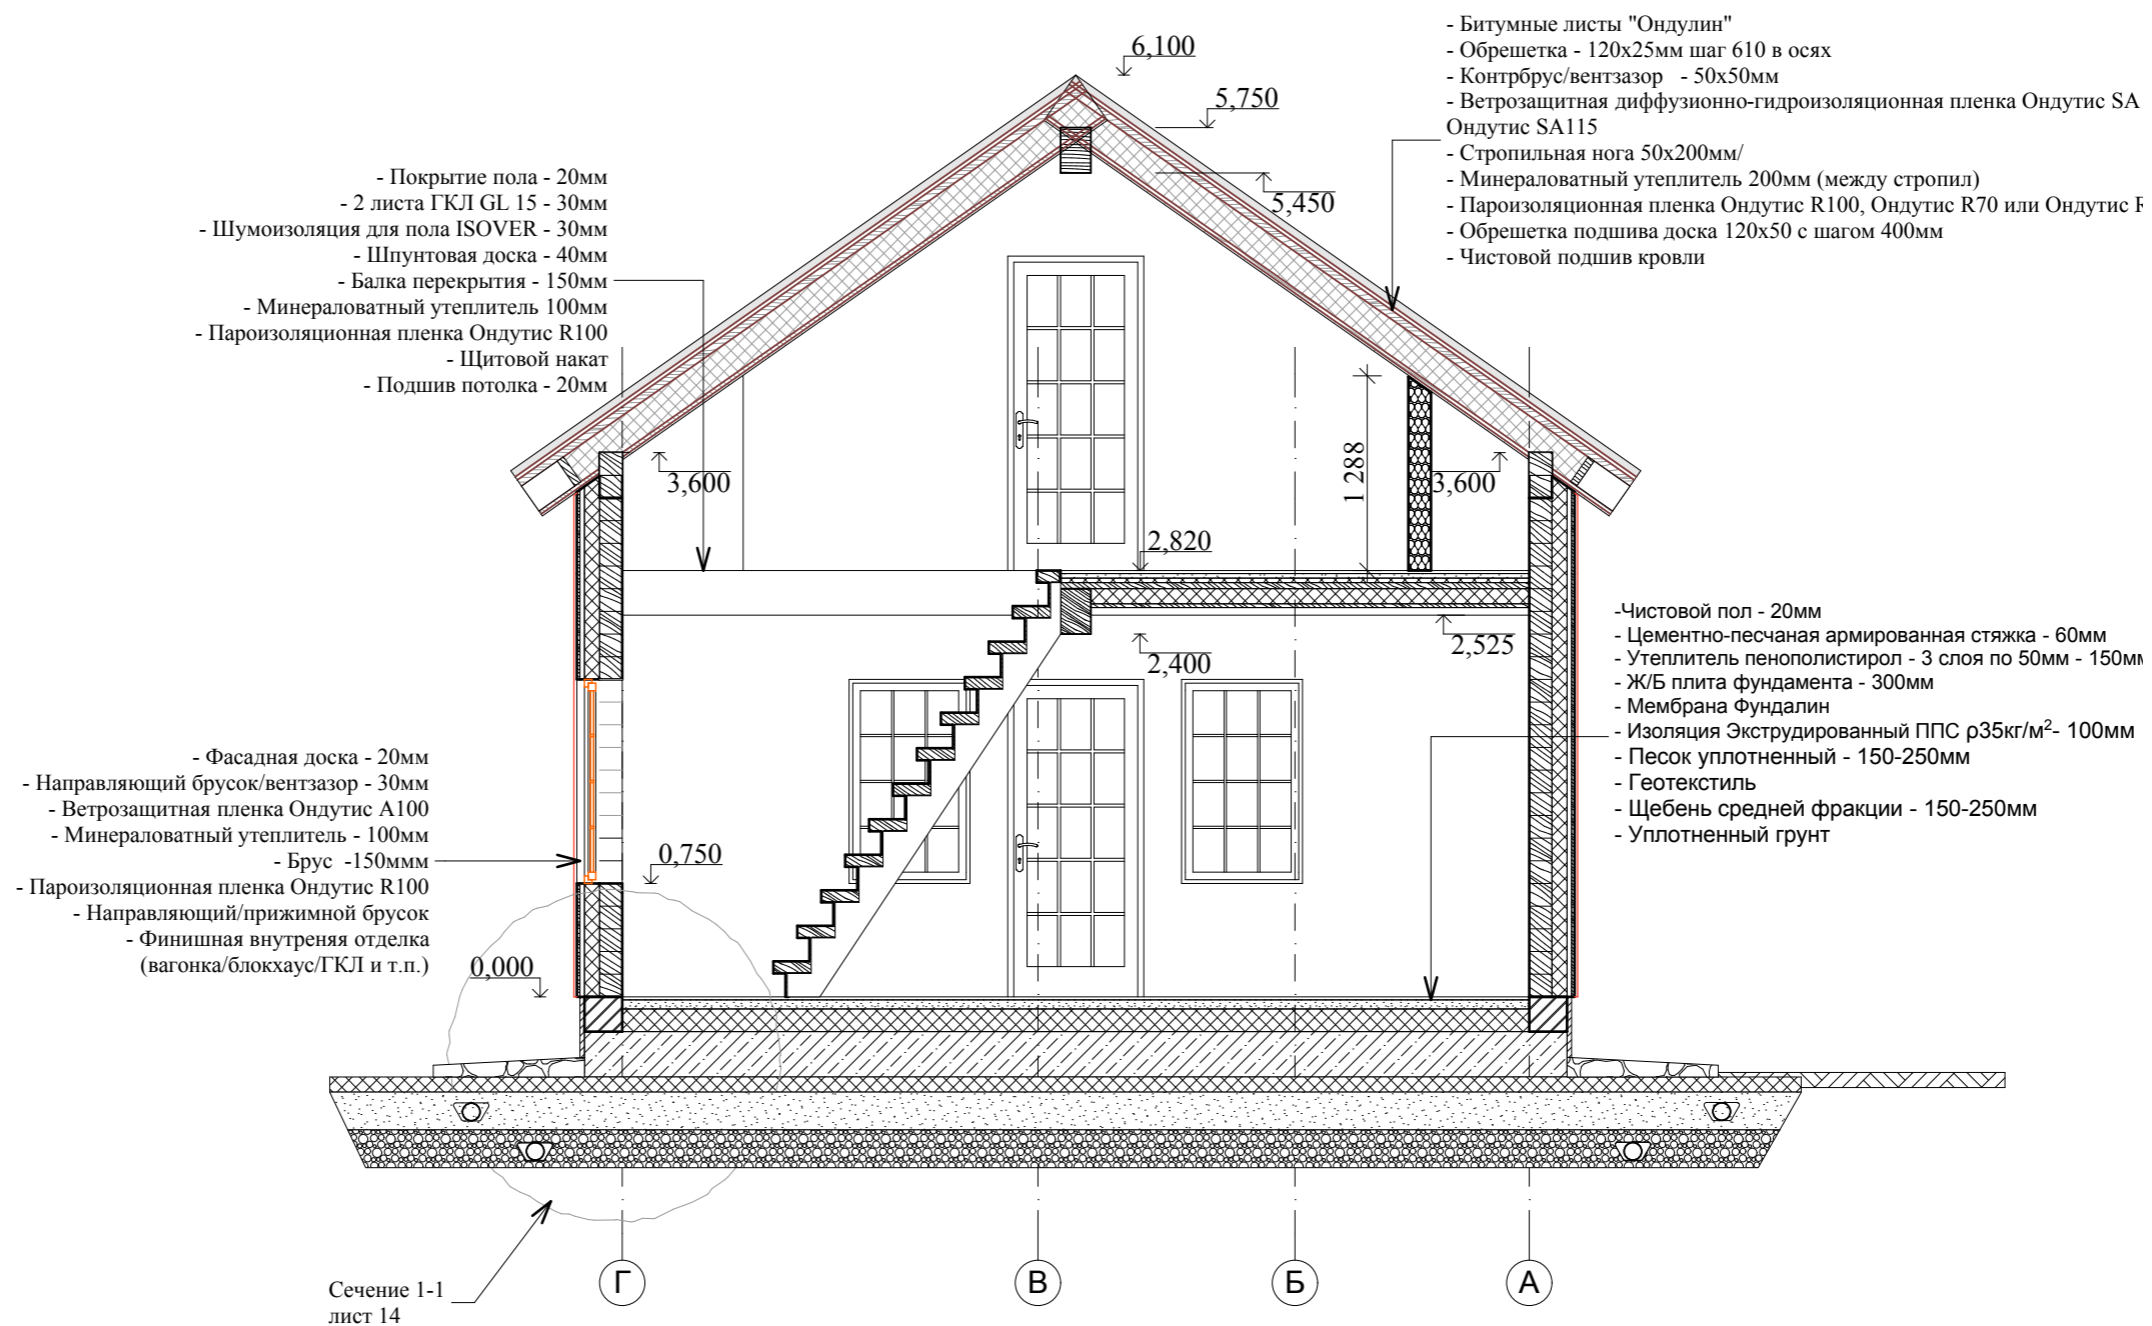 - Битумные листы "Ондулин"
- Обрешетка - 120х25мм шаг 610 в осях
- Контрбрус/вентзазор - 50х50мм
- Ветрозащитная диффузионно-гидроизоляционная пленка Ондутис SA
Ондутис SA115
- Стропильная нога 50х200мм/
- Минераловатный утеплитель 200мм (между стропил)
- Пароизоляционная пленка Ондутис R100, Ондутис R70 или Ондутис R
- Обрешетка подшива доска 120х50 с шагом 400мм
- Чистовой подшив кровли
6,100
5,750
5,450
- Покрытие пола - 20мм
- 2 листа ГКЛ GL 15 - 30мм
- Шумоизоляция для пола ISOVER - 30мм
- Шпунтовая доска - 40мм
- Балка перекрытия - 150мм
- Минераловатный утеплитель 100мм
- Пароизоляционная пленка Ондутис R100
- Щитовой накат
- Подшив потолка - 20мм
3,600
1 288
3,600
2,820
2,525
2,400
-Чистовой пол - 20мм
- Цементно-песчаная армированная стяжка - 60мм
- Утеплитель пенополистирол - 3 слоя по 50мм - 150мм
- Ж/Б плита фундамента - 300мм
- Мембрана Фундалин
- Изоляция Экструдированный ППС ρ35кг/м²- 100мм
- Песок уплотненный - 150-250мм
- Геотекстиль
- Щебень средней фракции - 150-250мм
- Уплотненный грунт
- Фасадная доска - 20мм
- Направляющий брусок/вентзазор - 30мм
- Ветрозащитная пленка Ондутис А100
- Минераловатный утеплитель - 100мм
- Брус -150ммм
- Пароизоляционная пленка Ондутис R100
- Направляющий/прижимной брусок
- Финишная внутреняя отделка
(вагонка/блокхаус/ГКЛ и т.п.)
0,750
0,000
Сечение 1-1
лист 14
Г
В
Б
А